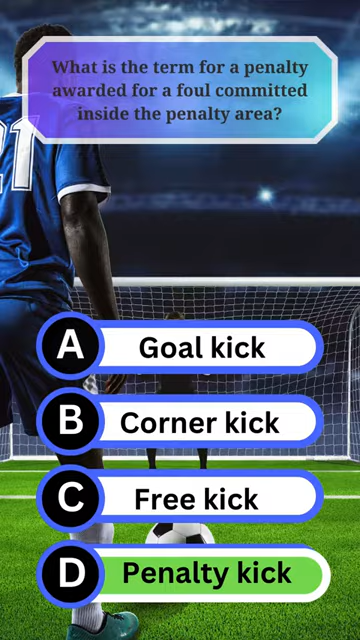 What is the term for a penalty
awarded for a foul committed
inside the penalty area?
21
A Goal kick
B Corner kick
C Free kick
D Penalty kick